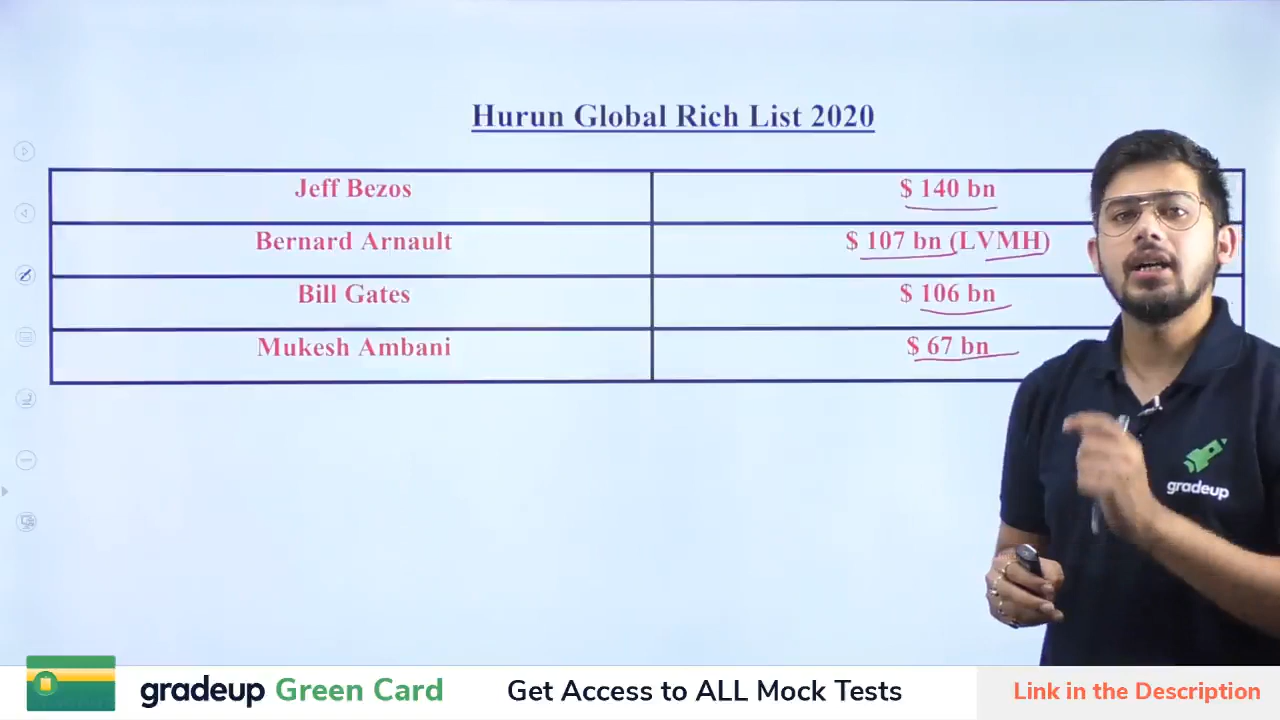 Hurun Global Rich List 2020
Jeff Bezos $ 140 bn
Bernard Arnault $ 107 bn (LVMH)
Bill Gates $ 106 bn
Mukesh Ambani $ 67 bn
gradeup
gradeup Green Card Get Access to ALL Mock Tests Link in the Description